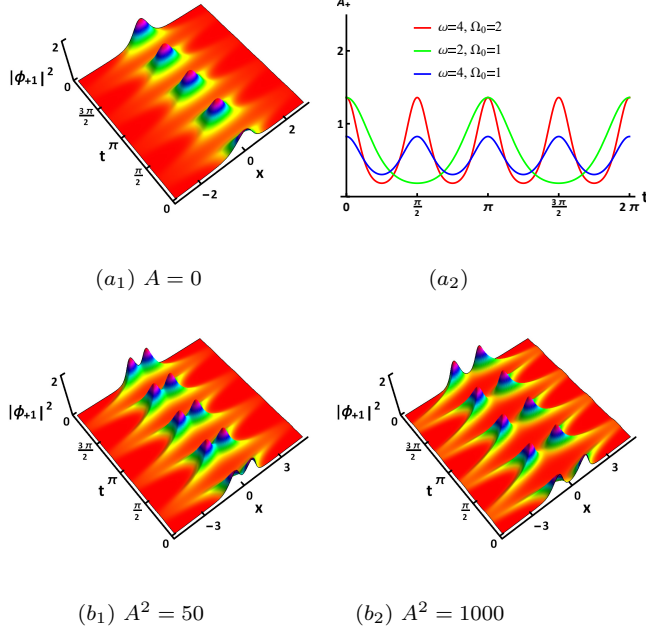 2
|ϕ+1|²
0
3π/2
π
t
π/2
0
−2
0
x
2
(a1) A = 0
A+
2
1
ω=4, Ω0=2
ω=2, Ω0=1
ω=4, Ω0=1
t
0
π/2
π
3π/2
2π
(a2)
2
|ϕ+1|²
0
3π/2
π
t
π/2
0
−3
0
x
3
(b1) A² = 50
2
|ϕ+1|²
0
3π/2
π
t
π/2
0
−3
0
x
3
(b2) A² = 1000